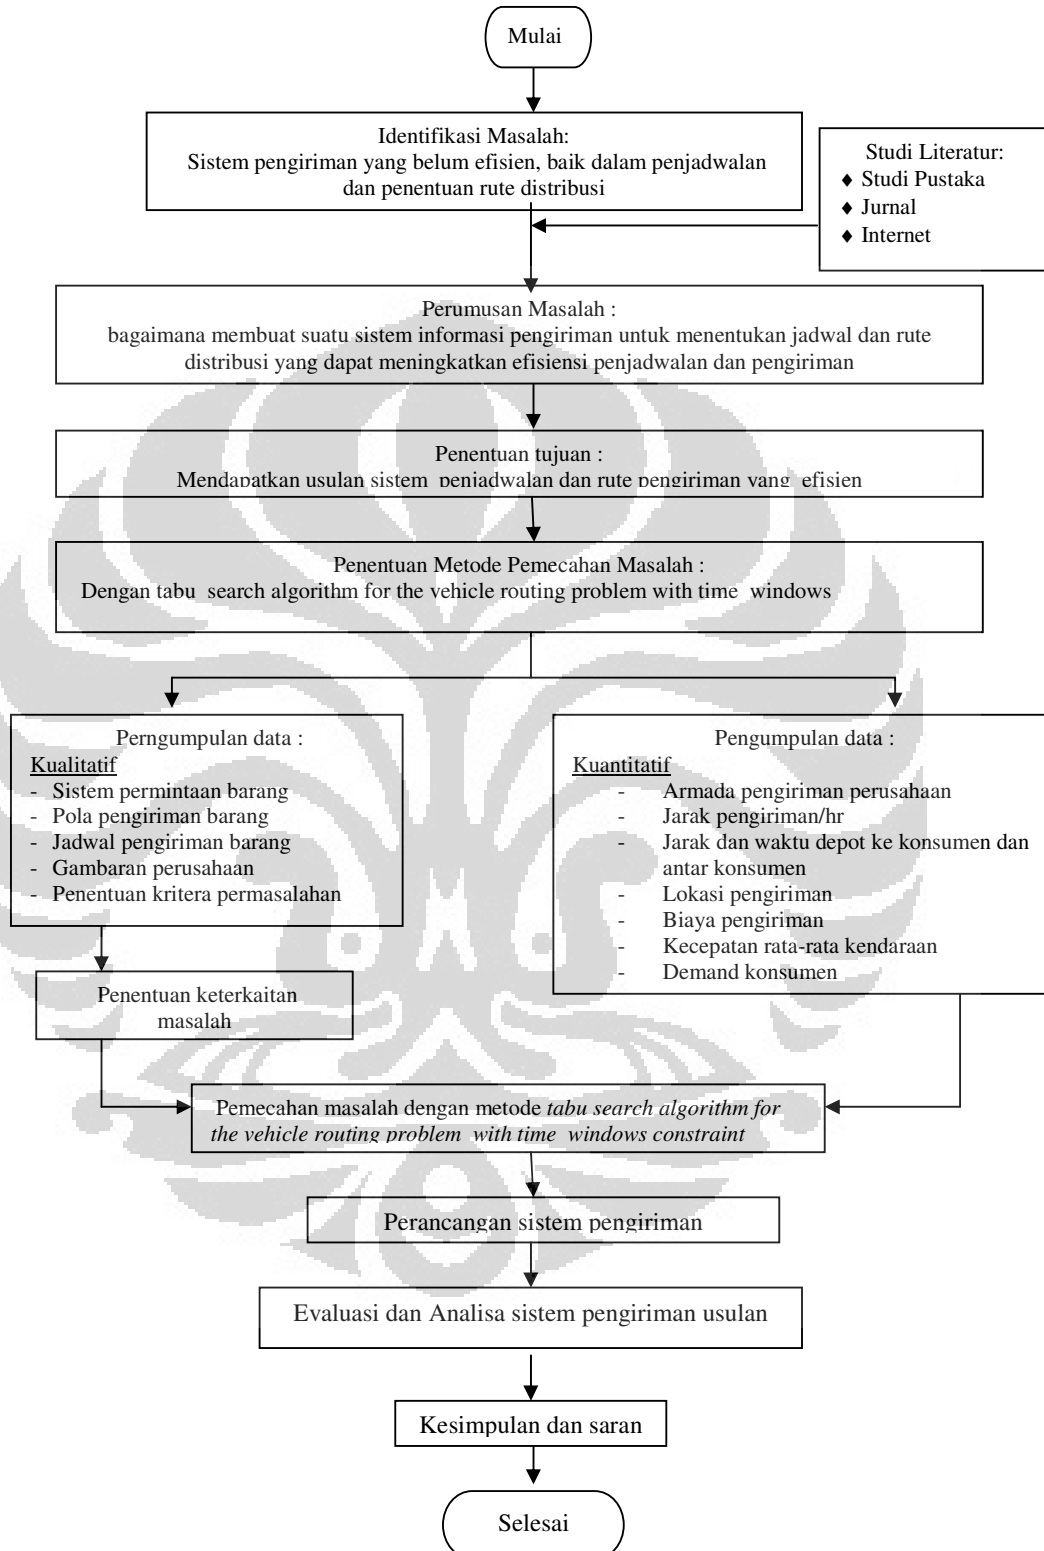 Mulai
Identifikasi Masalah:
Sistem pengiriman yang belum efisien, baik dalam penjadwalan
dan penentuan rute distribusi
Studi Literatur:
♦ Studi Pustaka
♦ Jurnal
♦ Internet
Perumusan Masalah :
bagaimana membuat suatu sistem informasi pengiriman untuk menentukan jadwal dan rute
distribusi yang dapat meningkatkan efisiensi penjadwalan dan pengiriman
Penentuan tujuan :
Mendapatkan usulan sistem penjadwalan dan rute pengiriman yang efisien
Penentuan Metode Pemecahan Masalah :
Dengan tabu search algorithm for the vehicle routing problem with time windows
Perngumpulan data :
Kualitatif
- Sistem permintaan barang
- Pola pengiriman barang
- Jadwal pengiriman barang
- Gambaran perusahaan
- Penentuan kritera permasalahan
Pengumpulan data :
Kuantitatif
- Armada pengiriman perusahaan
- Jarak pengiriman/hr
- Jarak dan waktu depot ke konsumen dan
antar konsumen
- Lokasi pengiriman
- Biaya pengiriman
- Kecepatan rata-rata kendaraan
- Demand konsumen
Penentuan keterkaitan
masalah
Pemecahan masalah dengan metode tabu search algorithm for
the vehicle routing problem with time windows constraint
Perancangan sistem pengiriman
Evaluasi dan Analisa sistem pengiriman usulan
Kesimpulan dan saran
Selesai